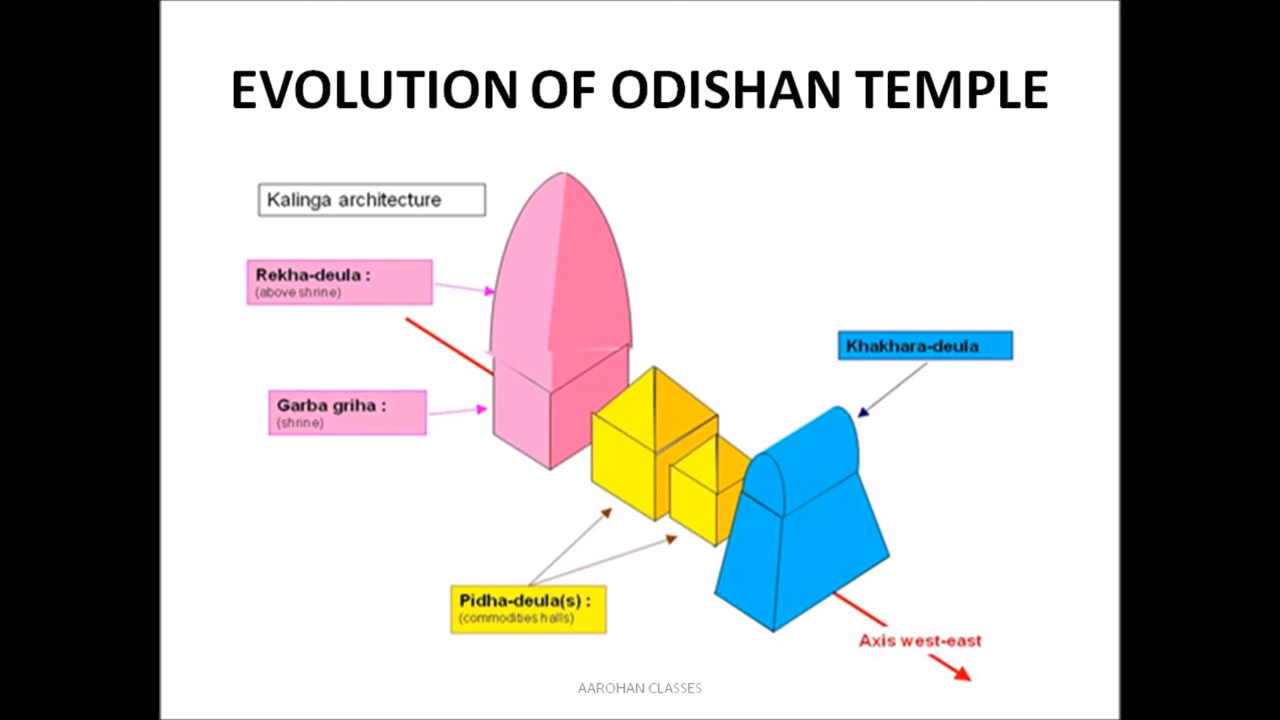 EVOLUTION OF ODISHAN TEMPLE
Kalinga architecture
Rekha-deula :
(above shrine)
Khakhara-deula
Garba griha :
(shrine)
Pidha-deula(s) :
(commodities halls)
Axis west-east
AAROHAN CLASSES